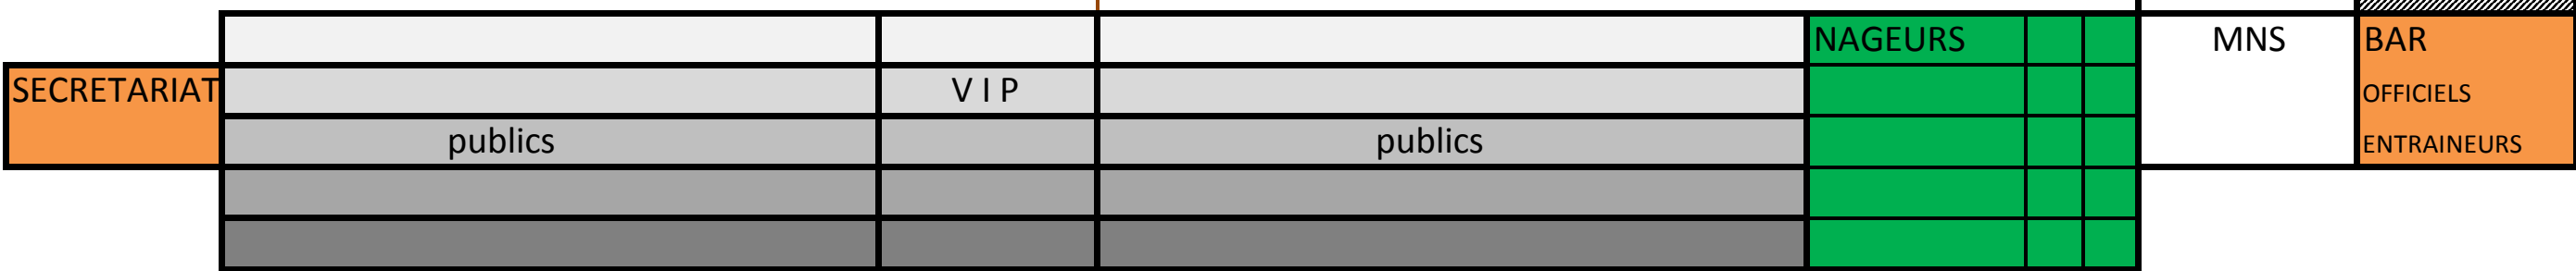 NAGEURS
MNS
BAR
SECRETARIAT
V I P
OFFICIELS
publics
publics
ENTRAINEURS